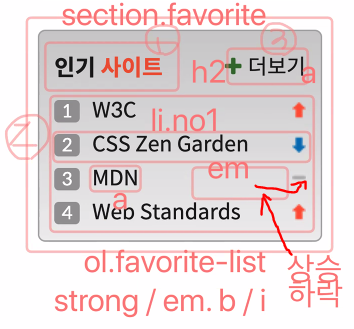 section.favorite
① ③
인기 사이트 h2 + 더보기 a
1 W3C
li.no1
② 2 CSS Zen Garden
em
3 MDN
a
4 Web Standards
ol.favorite-list 상승
strong / em. b / i 하락